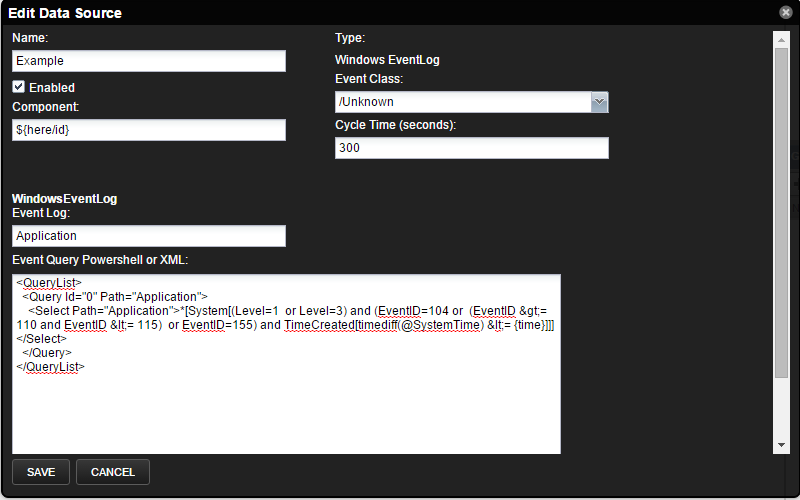 Edit Data Source
Name:
Example
Enabled
Component:
${here/id}
Type:
Windows EventLog
Event Class:
/Unknown
Cycle Time (seconds):
300
WindowsEventLog
Event Log:
Application
Event Query Powershell or XML:
<QueryList>
<Query Id="0" Path="Application">
<Select Path="Application">*[System[(Level=1 or Level=3) and (EventID=104 or (EventID &gt;=
110 and EventID &lt;= 115) or EventID=155) and TimeCreated[timediff(@SystemTime) &lt;= {time}]]]
</Select>
</Query>
</QueryList>
SAVE
CANCEL